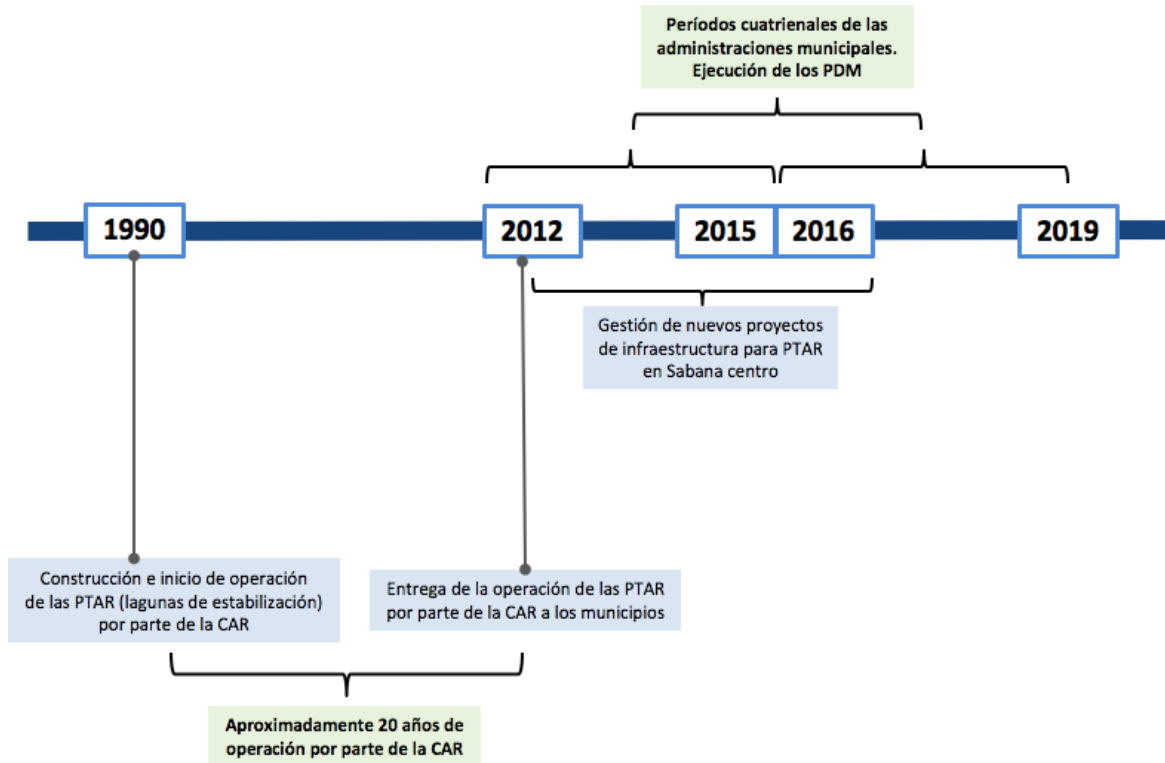 Períodos cuatrienales de las
administraciones municipales.
Ejecución de los PDM
1990
2012
2015
2016
2019
Gestión de nuevos proyectos
de infraestructura para PTAR
en Sabana centro
Construcción e inicio de operación
de las PTAR (lagunas de estabilización)
por parte de la CAR
Entrega de la operación de las PTAR
por parte de la CAR a los municipios
Aproximadamente 20 años de
operación por parte de la CAR